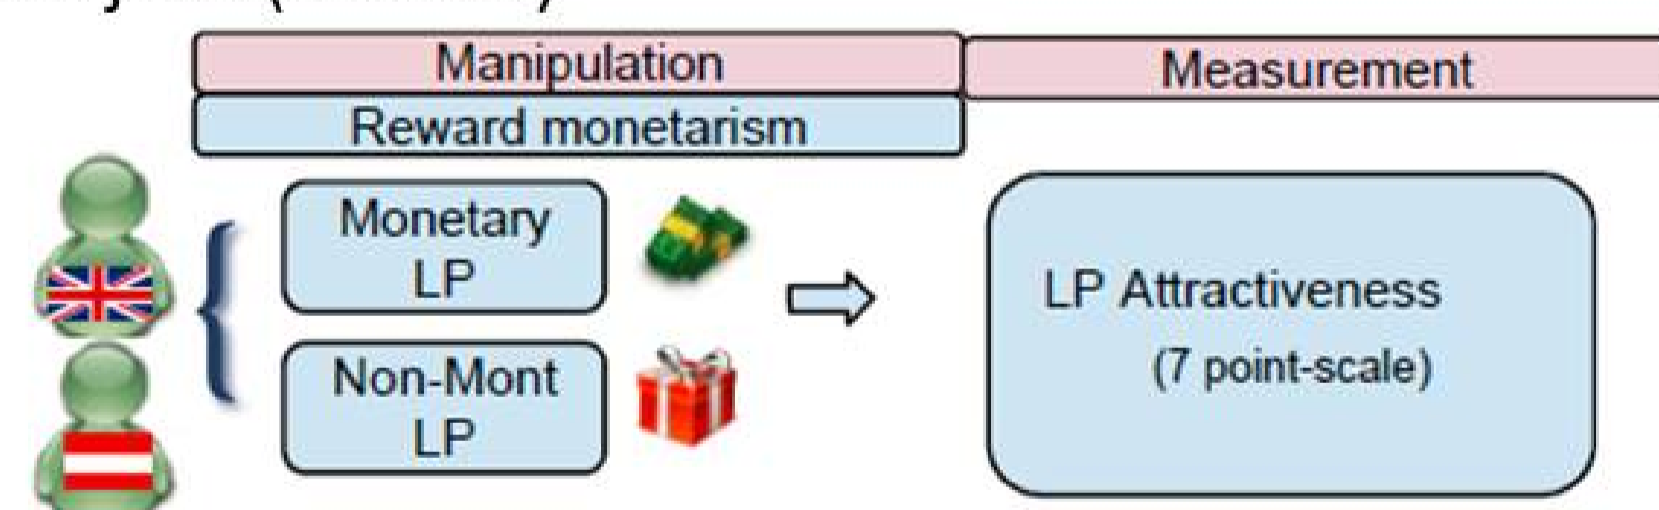 Manipulation
Measurement
Reward monetarism
Monetary
LP
Non-Mont
LP
LP Attractiveness
(7 point-scale)